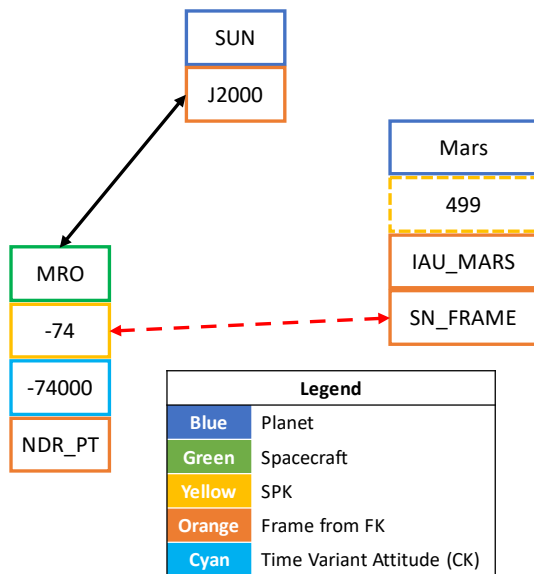 SUN
J2000
Mars
499
IAU_MARS
SN_FRAME
MRO
-74
-74000
NDR_PT
Legend
Blue Planet
Green Spacecraft
Yellow SPK
Orange Frame from FK
Cyan Time Variant Attitude (CK)